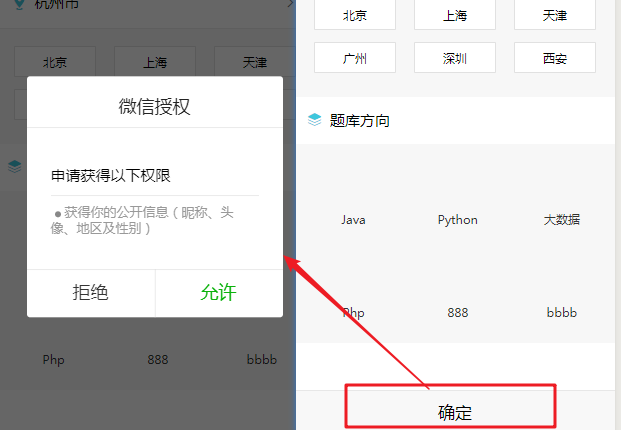 杭州市
北京 上海 天津
微信授权
申请获得以下权限
获得你的公开信息（昵称、头
像、地区及性别）
拒绝 允许
Php 888 bbbb
北京 上海 天津
广州 深圳 西安
题库方向
Java Python 大数据
Php 888 bbbb
确定